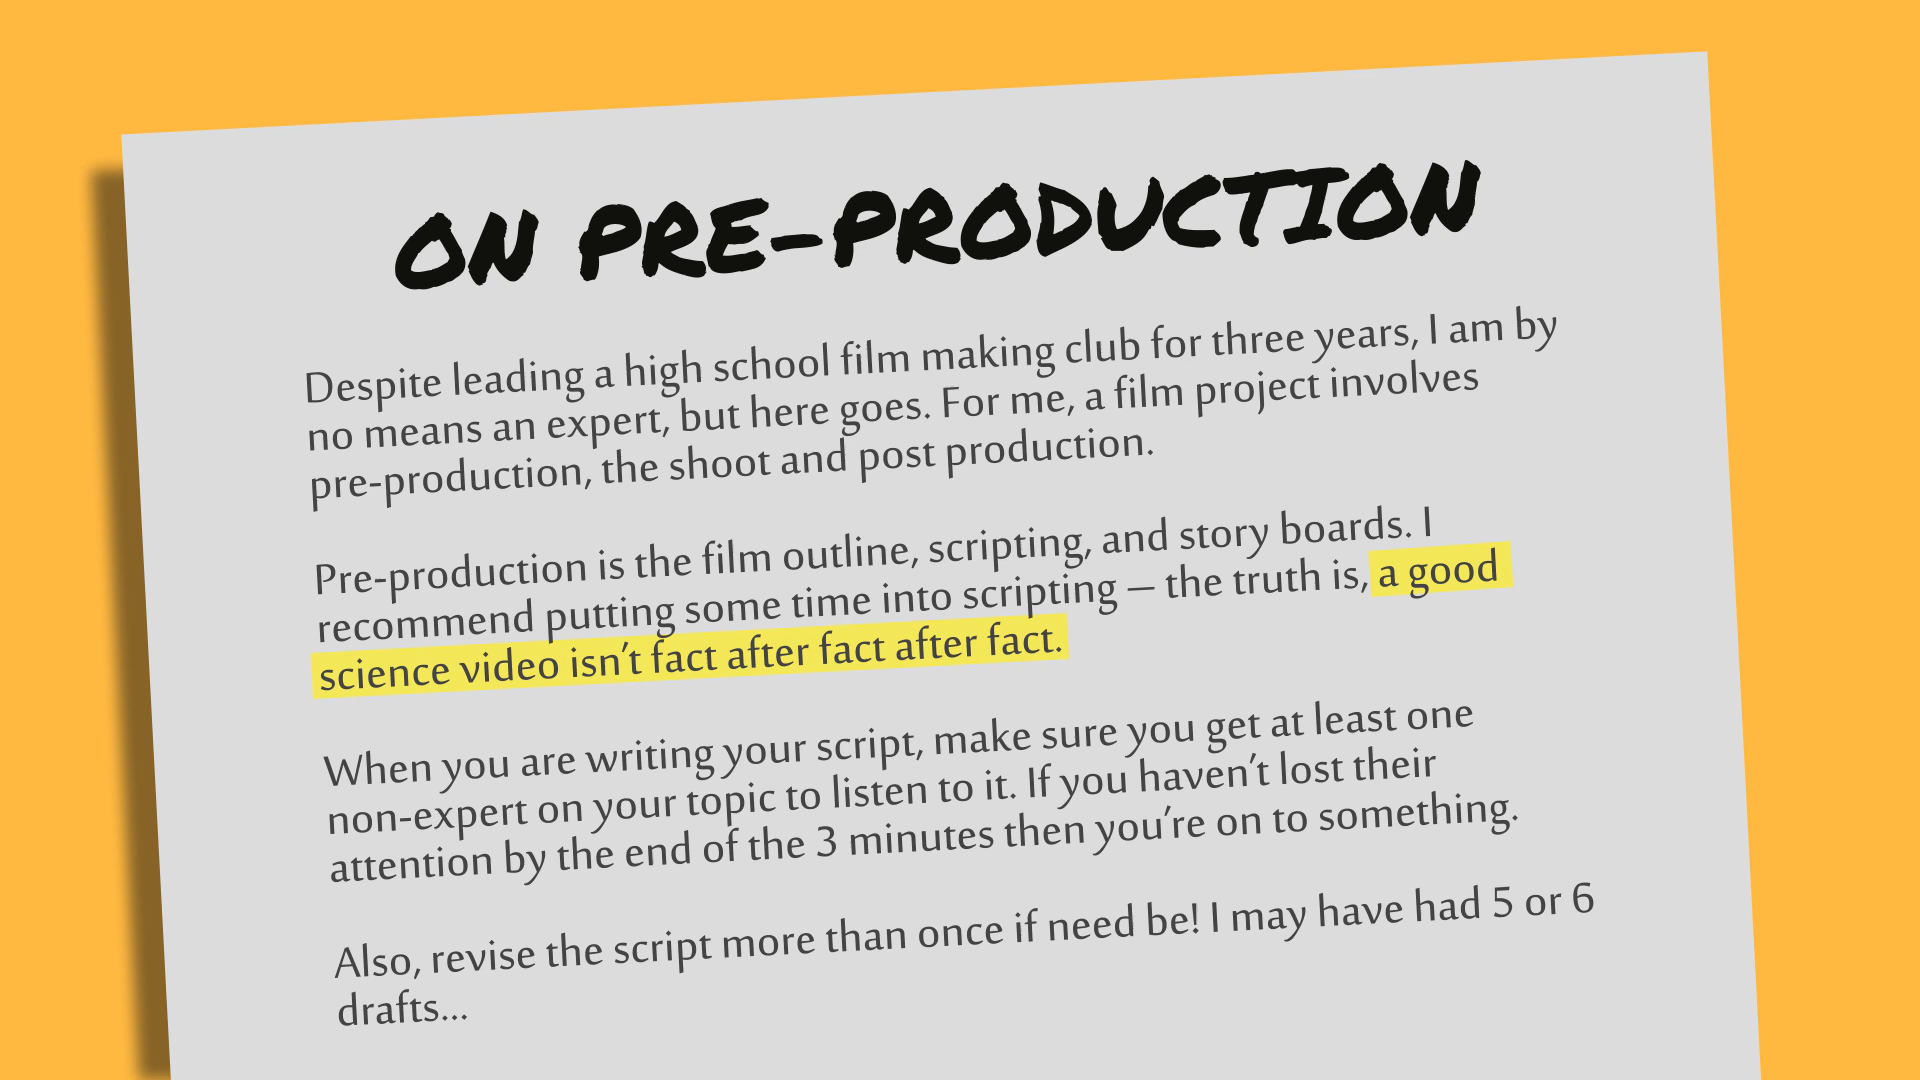 ON PRE-PRODUCTION
Despite leading a high school film making club for three years, I am by
no means an expert, but here goes. For me, a film project involves
pre-production, the shoot and post production.
Pre-production is the film outline, scripting, and story boards. I
recommend putting some time into scripting – the truth is, a good
science video isn't fact after fact after fact.
When you are writing your script, make sure you get at least one
non-expert on your topic to listen to it. If you haven't lost their
attention by the end of the 3 minutes then you're on to something.
Also, revise the script more than once if need be! I may have had 5 or 6
drafts...